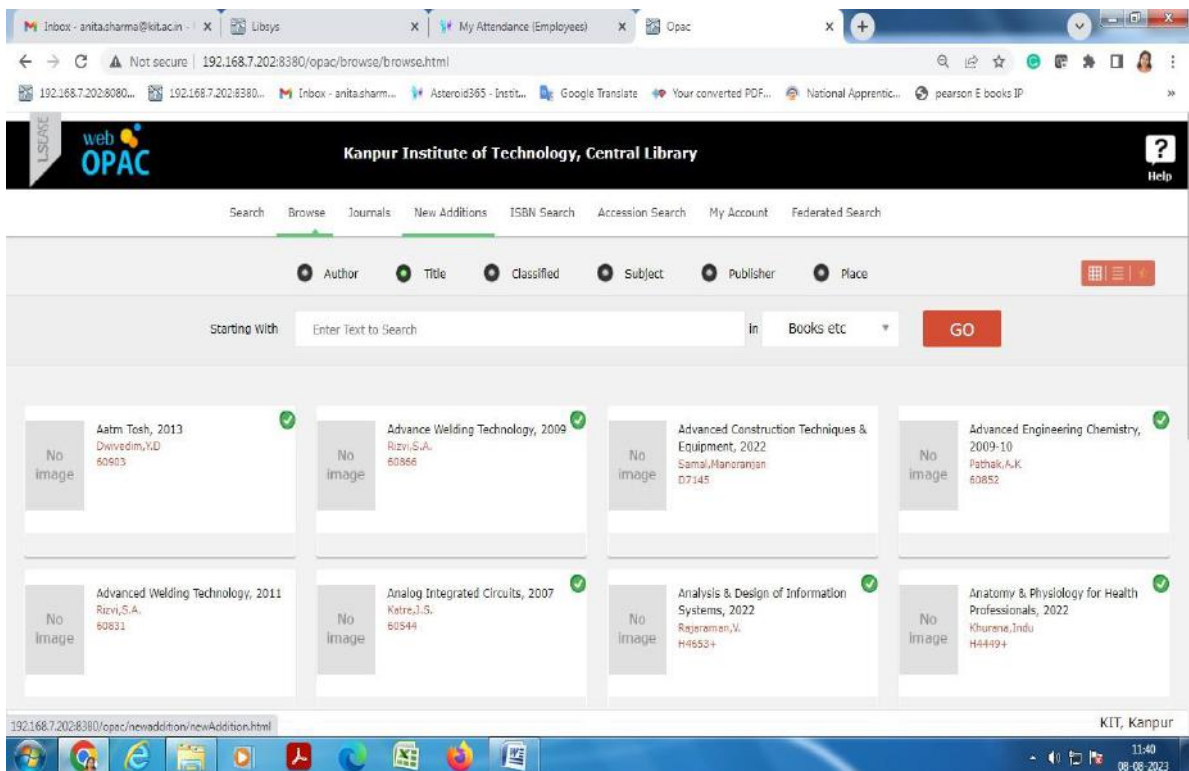 Inbox - anita.sharma@kit.ac.in - I
Libsys
My Attendance (Employees)
Opac
Not secure | 192.168.7.202:8380/opac/browse/browse.html
192.168.7.202:8080...
192.168.7.202:8380...
Inbox - anita.sharm...
Asteroid365 - Instit...
Google Translate
Your converted PDF...
National Apprentic...
pearson E books IP
»
LSEASE
web
OPAC
Kanpur Institute of Technology, Central Library
?
Help
Search Browse Journals New Additions ISBN Search Accession Search My Account Federated Search
Author Title Classified Subject Publisher Place
Starting With Enter Text to Search in Books etc GO
No image
Aatm Tosh, 2013
Dwvedim,Y.D
60903
No image
Advance Welding Technology, 2009
Rizvi,S.A.
60866
No image
Advanced Construction Techniques &
Equipment, 2022
Samal,Manoranjan
D7145
No image
Advanced Engineering Chemistry,
2009-10
Pathak,A.K
60852
No image
Advanced Welding Technology, 2011
Rizvi,S.A.
60831
No image
Analog Integrated Circuits, 2007
Katre,J.S.
60544
No image
Analysis & Design of Information
Systems, 2022
Rajaraman,V.
H4653+
No image
Anatomy & Physiology for Health
Professionals, 2022
Khurana,Indu
H4449+
192.168.7.202:8380/opac/newaddition/newAddition.html
KIT, Kanpur
11:40
08-08-2023